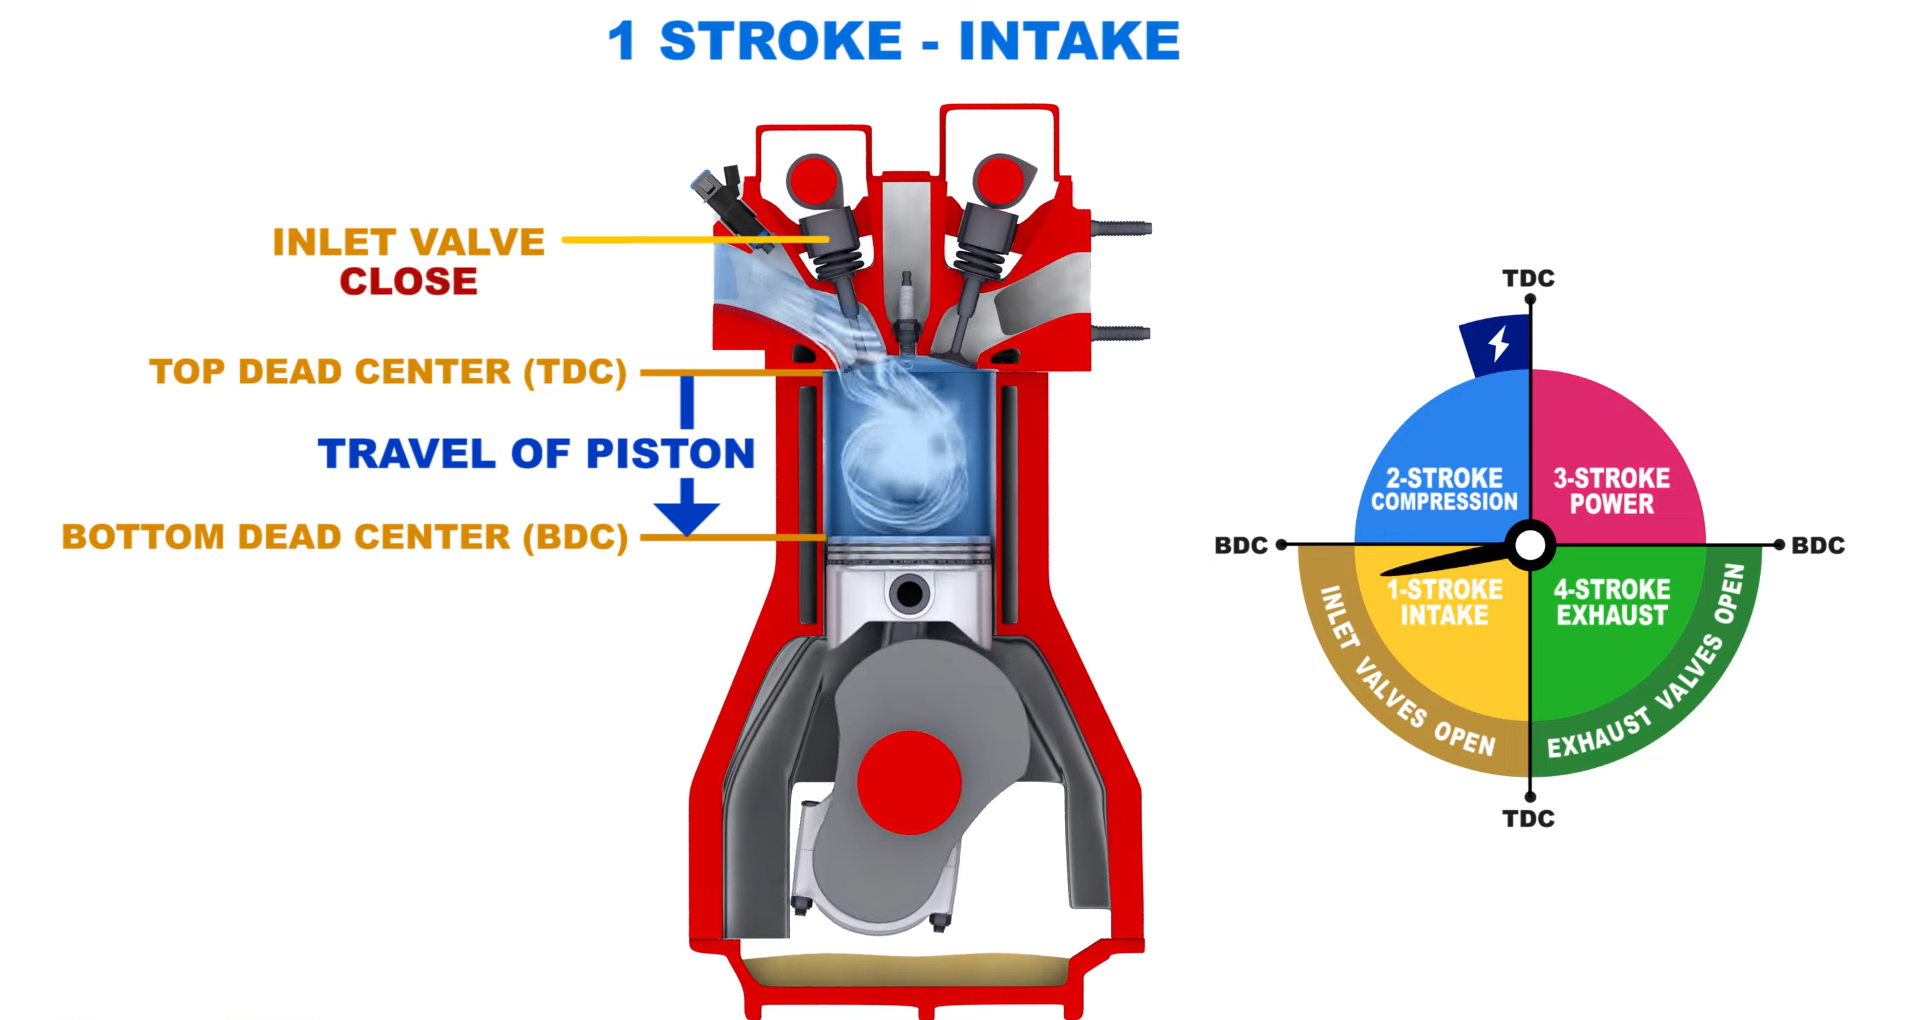 1 STROKE - INTAKE
INLET VALVE
CLOSE
TOP DEAD CENTER (TDC)
TRAVEL OF PISTON
BOTTOM DEAD CENTER (BDC)
TDC
2-STROKE
COMPRESSION
3-STROKE
POWER
BDC
BDC
1-STROKE
INTAKE
4-STROKE
EXHAUST
INLET VALVES OPEN
EXHAUST VALVES OPEN
TDC